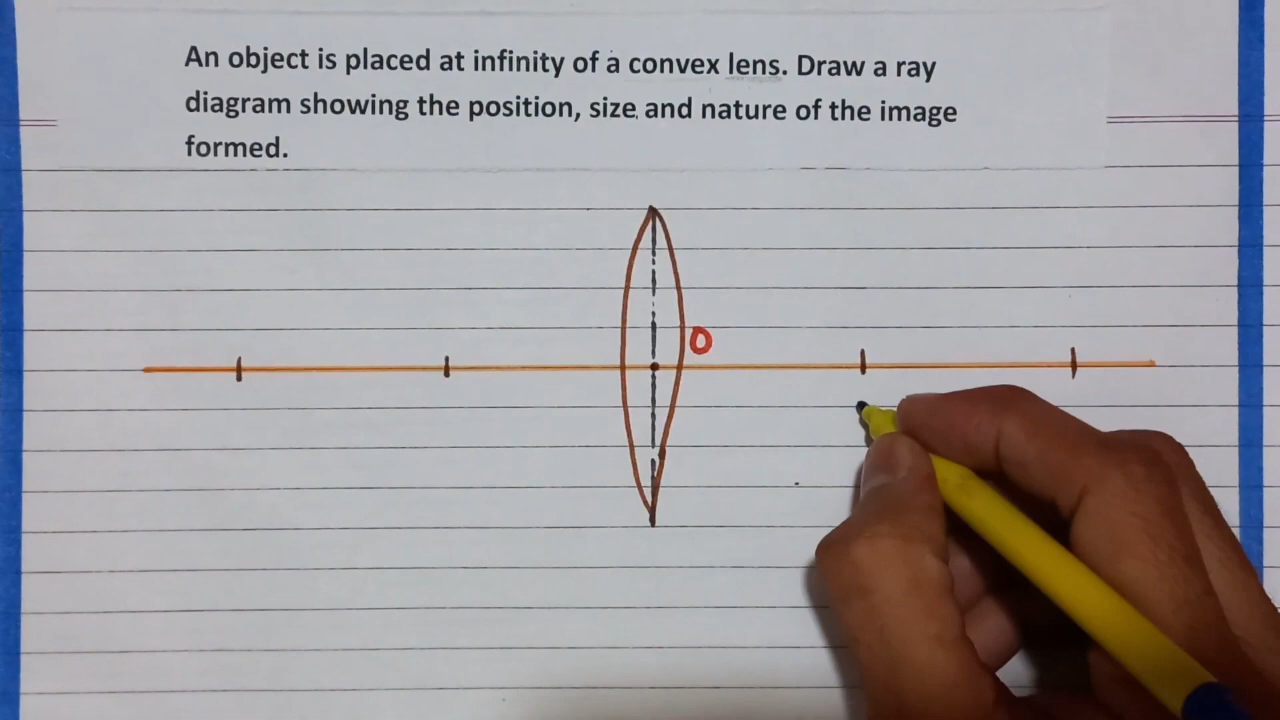 An object is placed at infinity of a convex lens. Draw a ray
diagram showing the position, size, and nature of the image
formed.
O